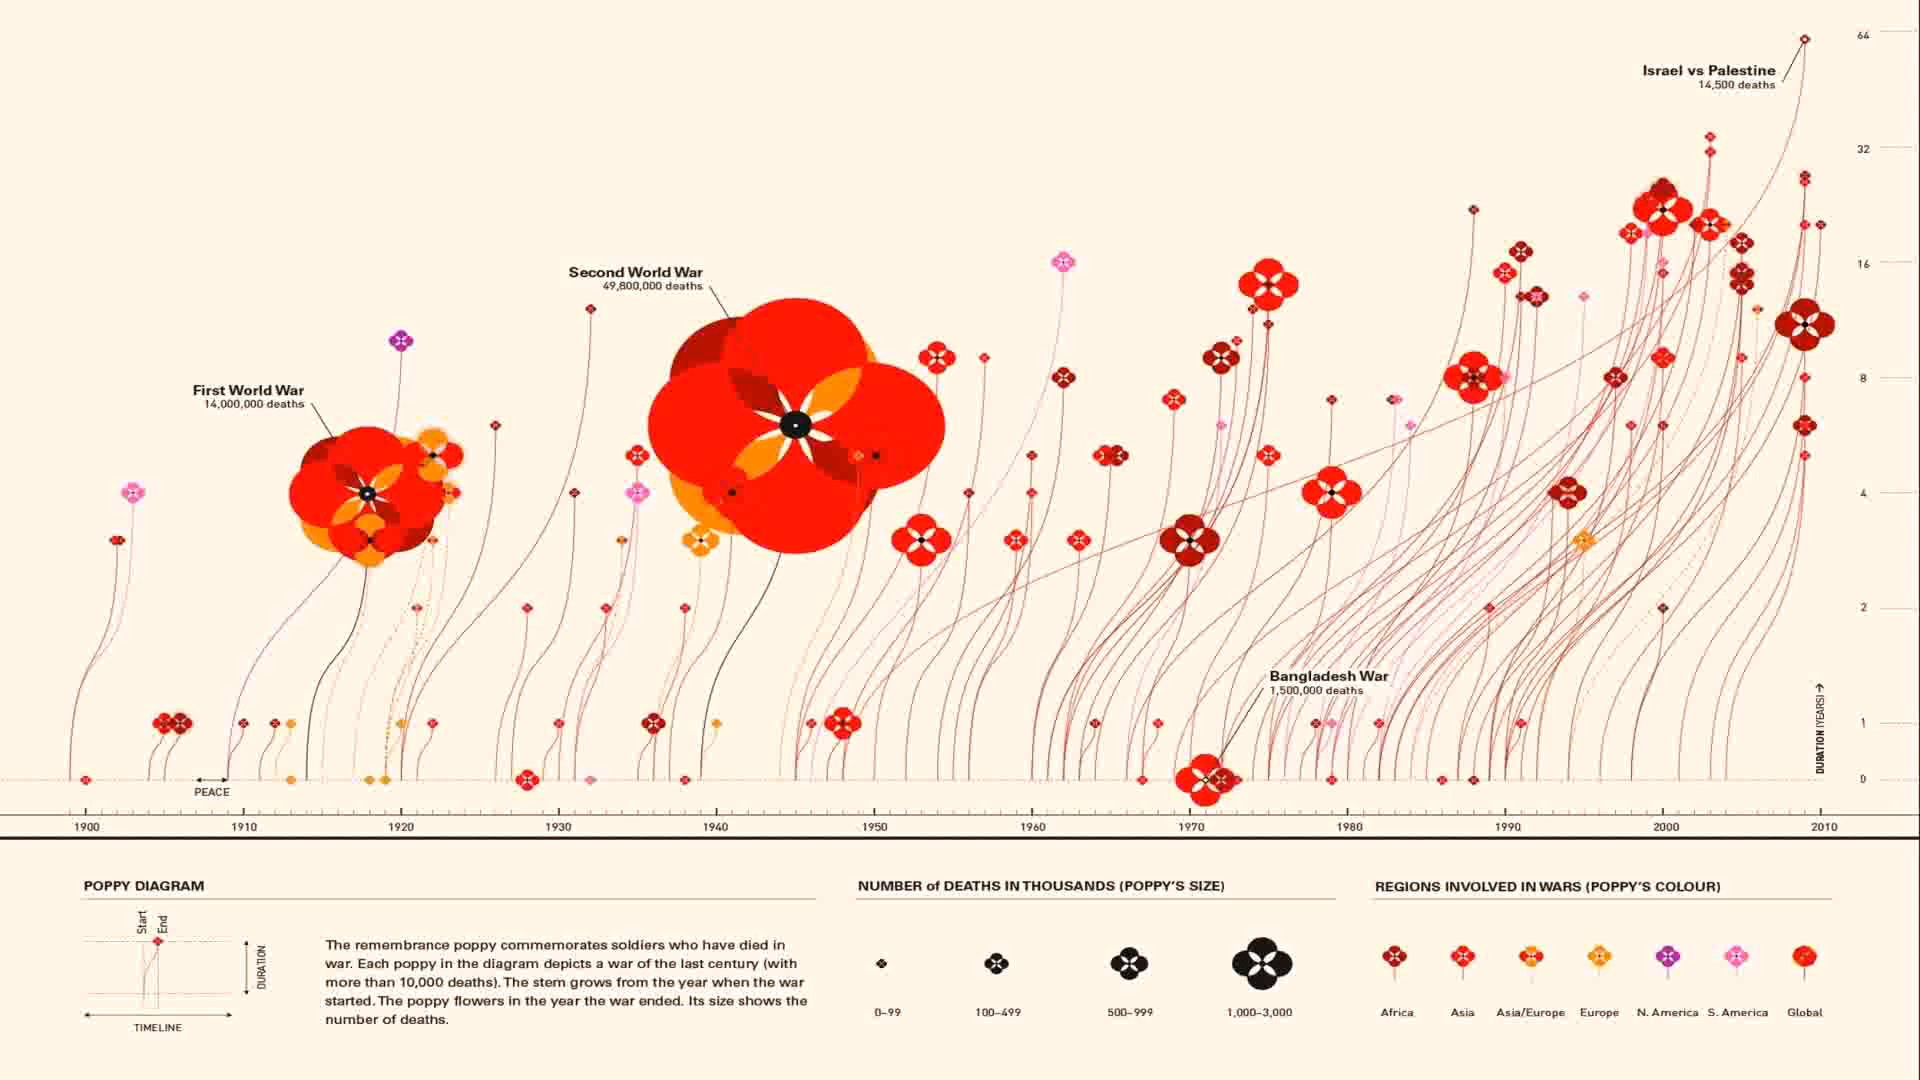 64
Israel vs Palestine
14,500 deaths
32
Second World War
49,800,000 deaths
16
First World War
14,000,000 deaths
8
4
2
Bangladesh War
1,500,000 deaths
1
DURATION (YEARS)
0
PEACE
1900 1910 1920 1930 1940 1950 1960 1970 1980 1990 2000 2010
POPPY DIAGRAM
Start
End
DURATION
TIMELINE
The remembrance poppy commemorates soldiers who have died in
war. Each poppy in the diagram depicts a war of the last century (with
more than 10,000 deaths). The stem grows from the year when the war
started. The poppy flowers in the year the war ended. Its size shows the
number of deaths.
NUMBER of DEATHS IN THOUSANDS (POPPY'S SIZE)
0–99 100–499 500–999 1,000–3,000
REGIONS INVOLVED IN WARS (POPPY'S COLOUR)
Africa Asia Asia/Europe Europe N. America S. America Global